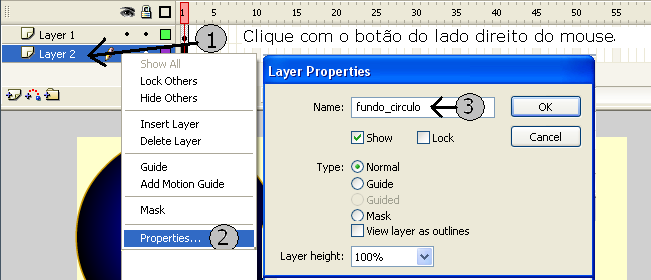 1 5 10 15 20 25 30 35 40 45 50 55
Layer 1
Layer 2
1 Clique com o botão do lado direito do mouse.
Show All
Lock Others
Hide Others
Insert Layer
Delete Layer
Guide
Add Motion Guide
Mask
Properties... 2
Layer Properties
Name: fundo_circulo 3 OK
Show Lock Cancel
Type: Normal
Guide
Guided
Mask
View layer as outlines
Layer height: 100%